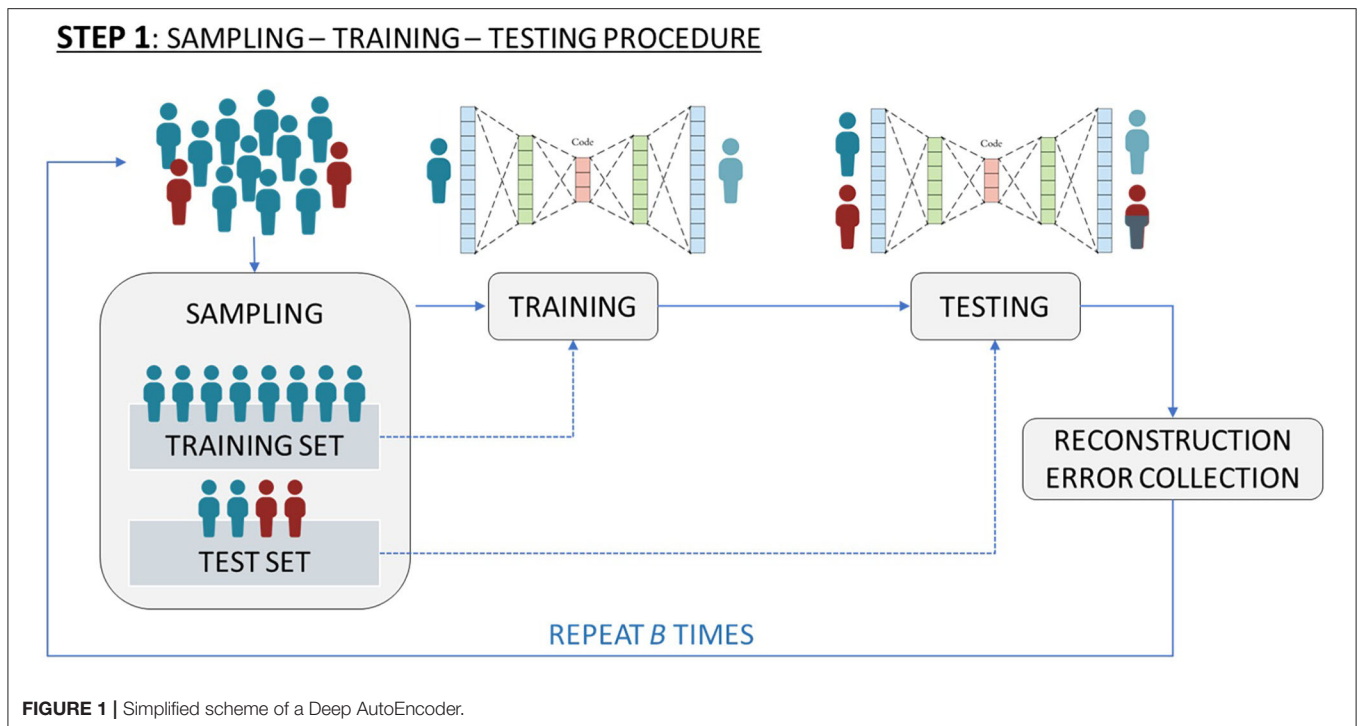 STEP 1: SAMPLING – TRAINING – TESTING PROCEDURE
Code
Code
SAMPLING
TRAINING
TESTING
TRAINING SET
RECONSTRUCTION
ERROR COLLECTION
TEST SET
REPEAT B TIMES
FIGURE 1 | Simplified scheme of a Deep AutoEncoder.